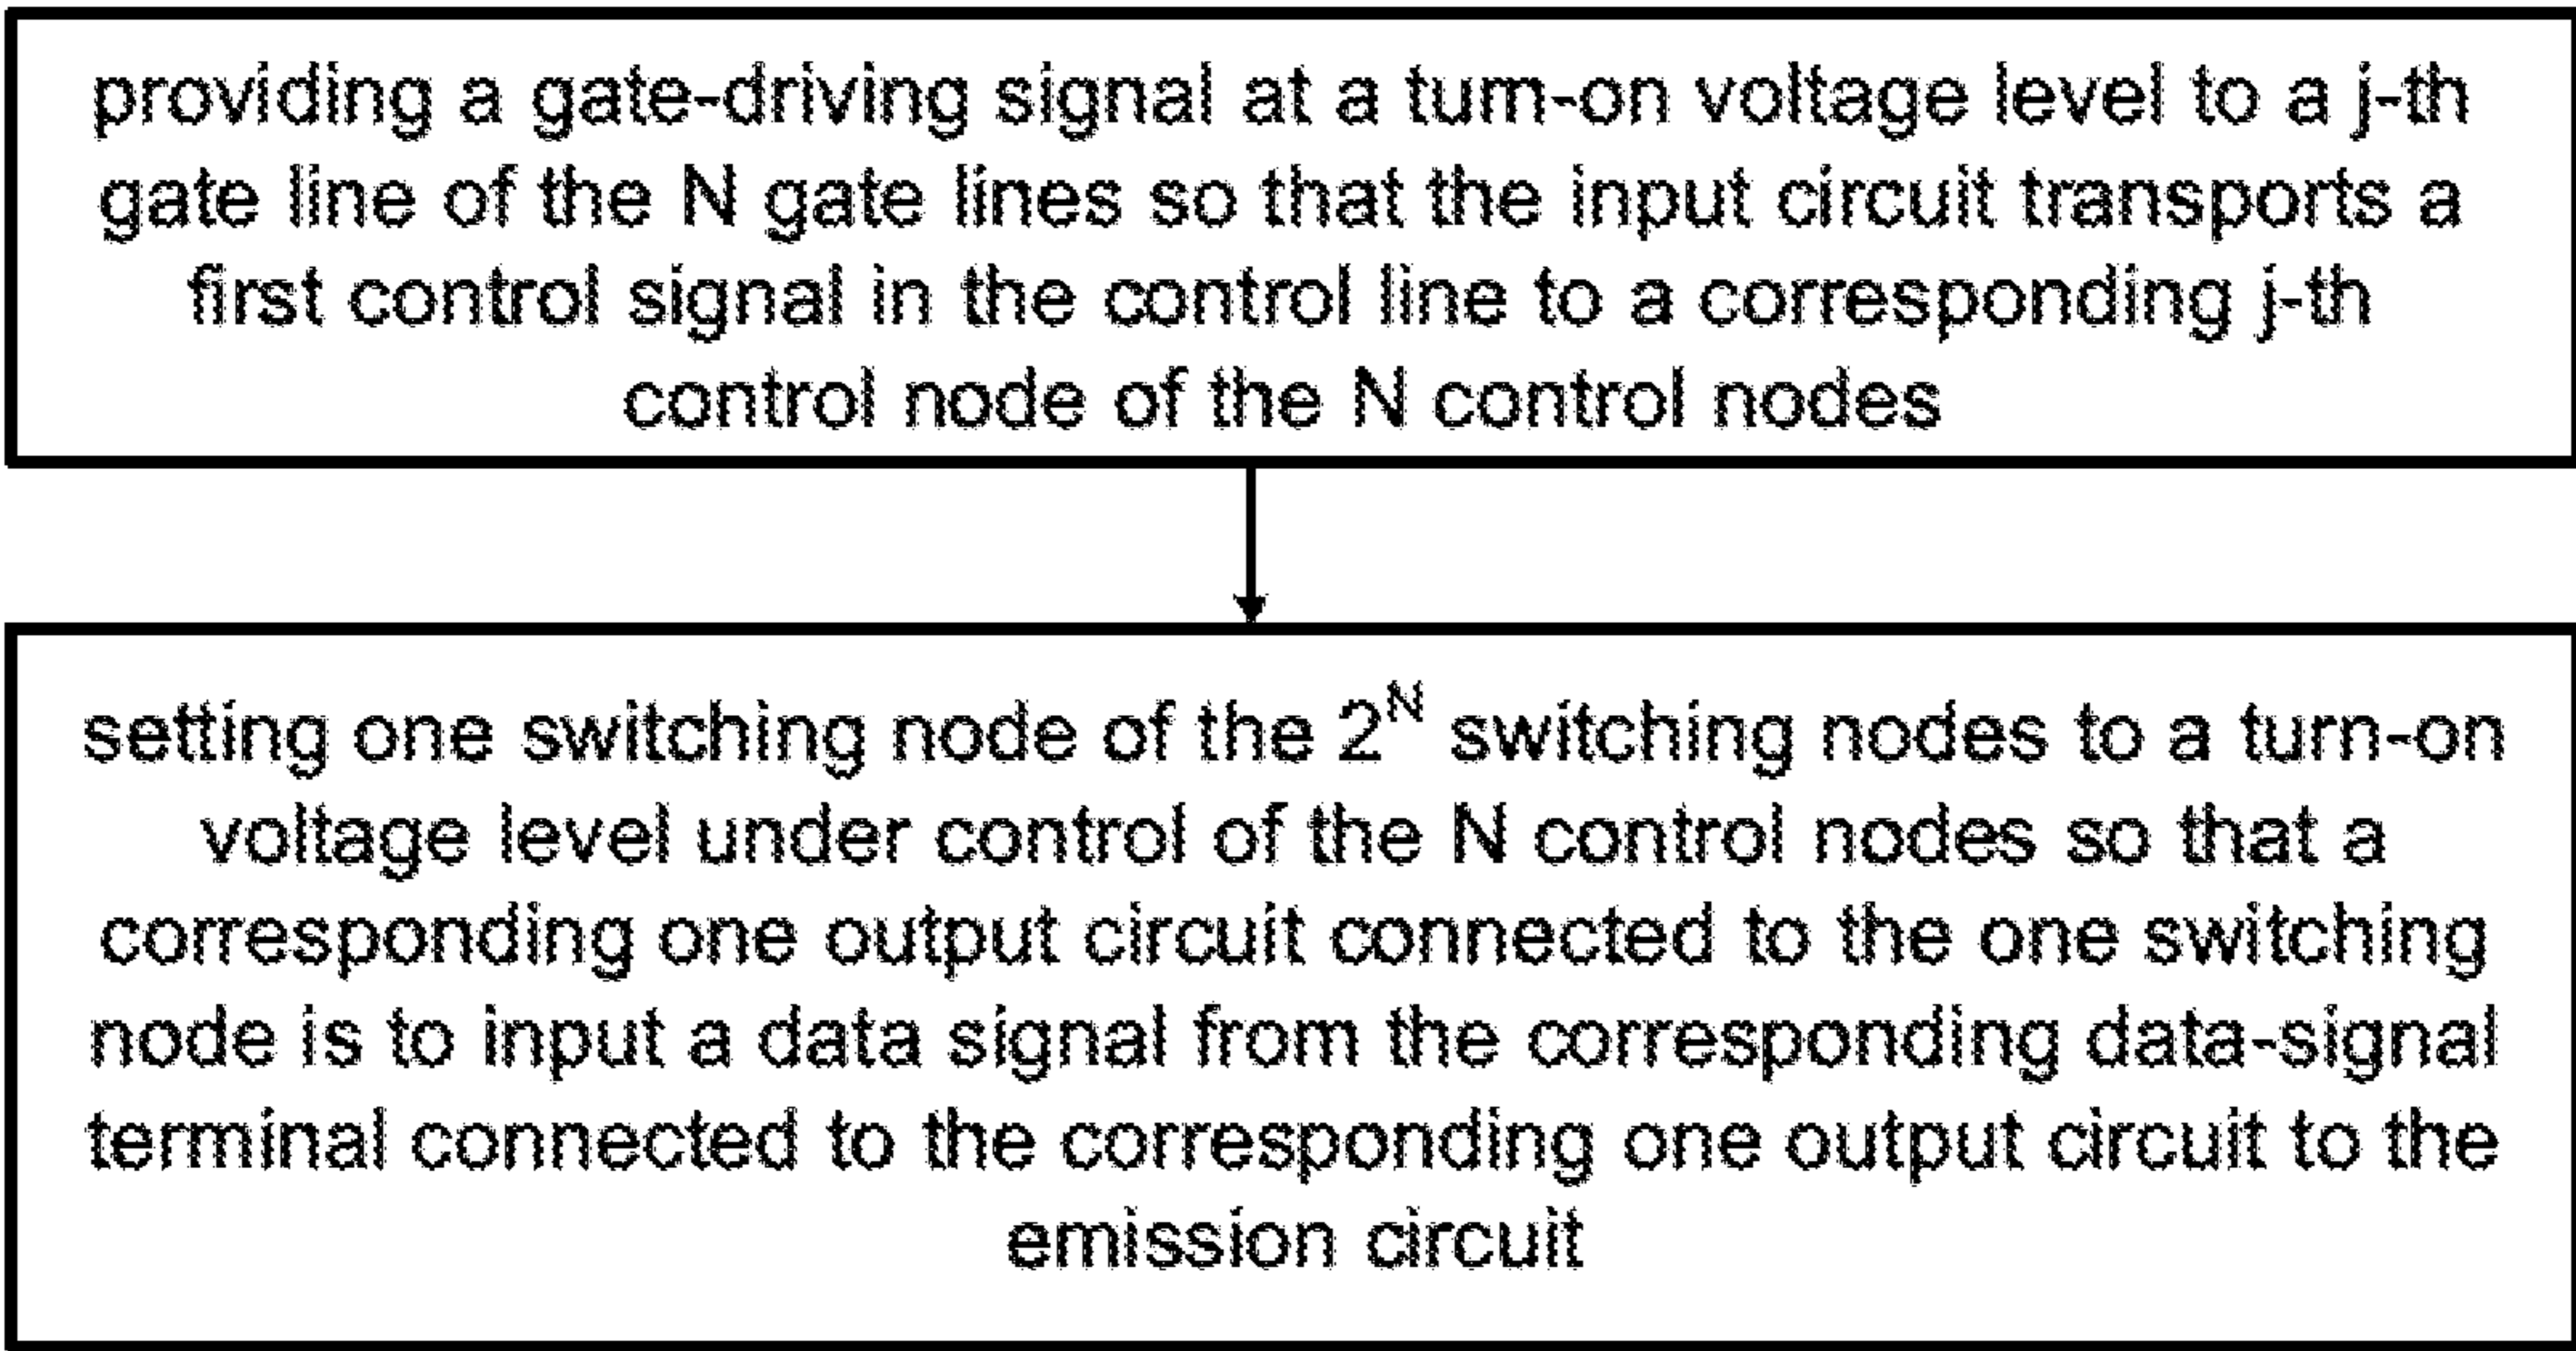 providing a gate-driving signal at a turn-on voltage level to a j-th
gate line of the N gate lines so that the input circuit transports a
first control signal in the control line to a corresponding j-th
control node of the N control nodes
setting one switching node of the 2^N switching nodes to a turn-on
voltage level under control of the N control nodes so that a
corresponding one output circuit connected to the one switching
node is to input a data signal from the corresponding data-signal
terminal connected to the corresponding one output circuit to the
emission circuit